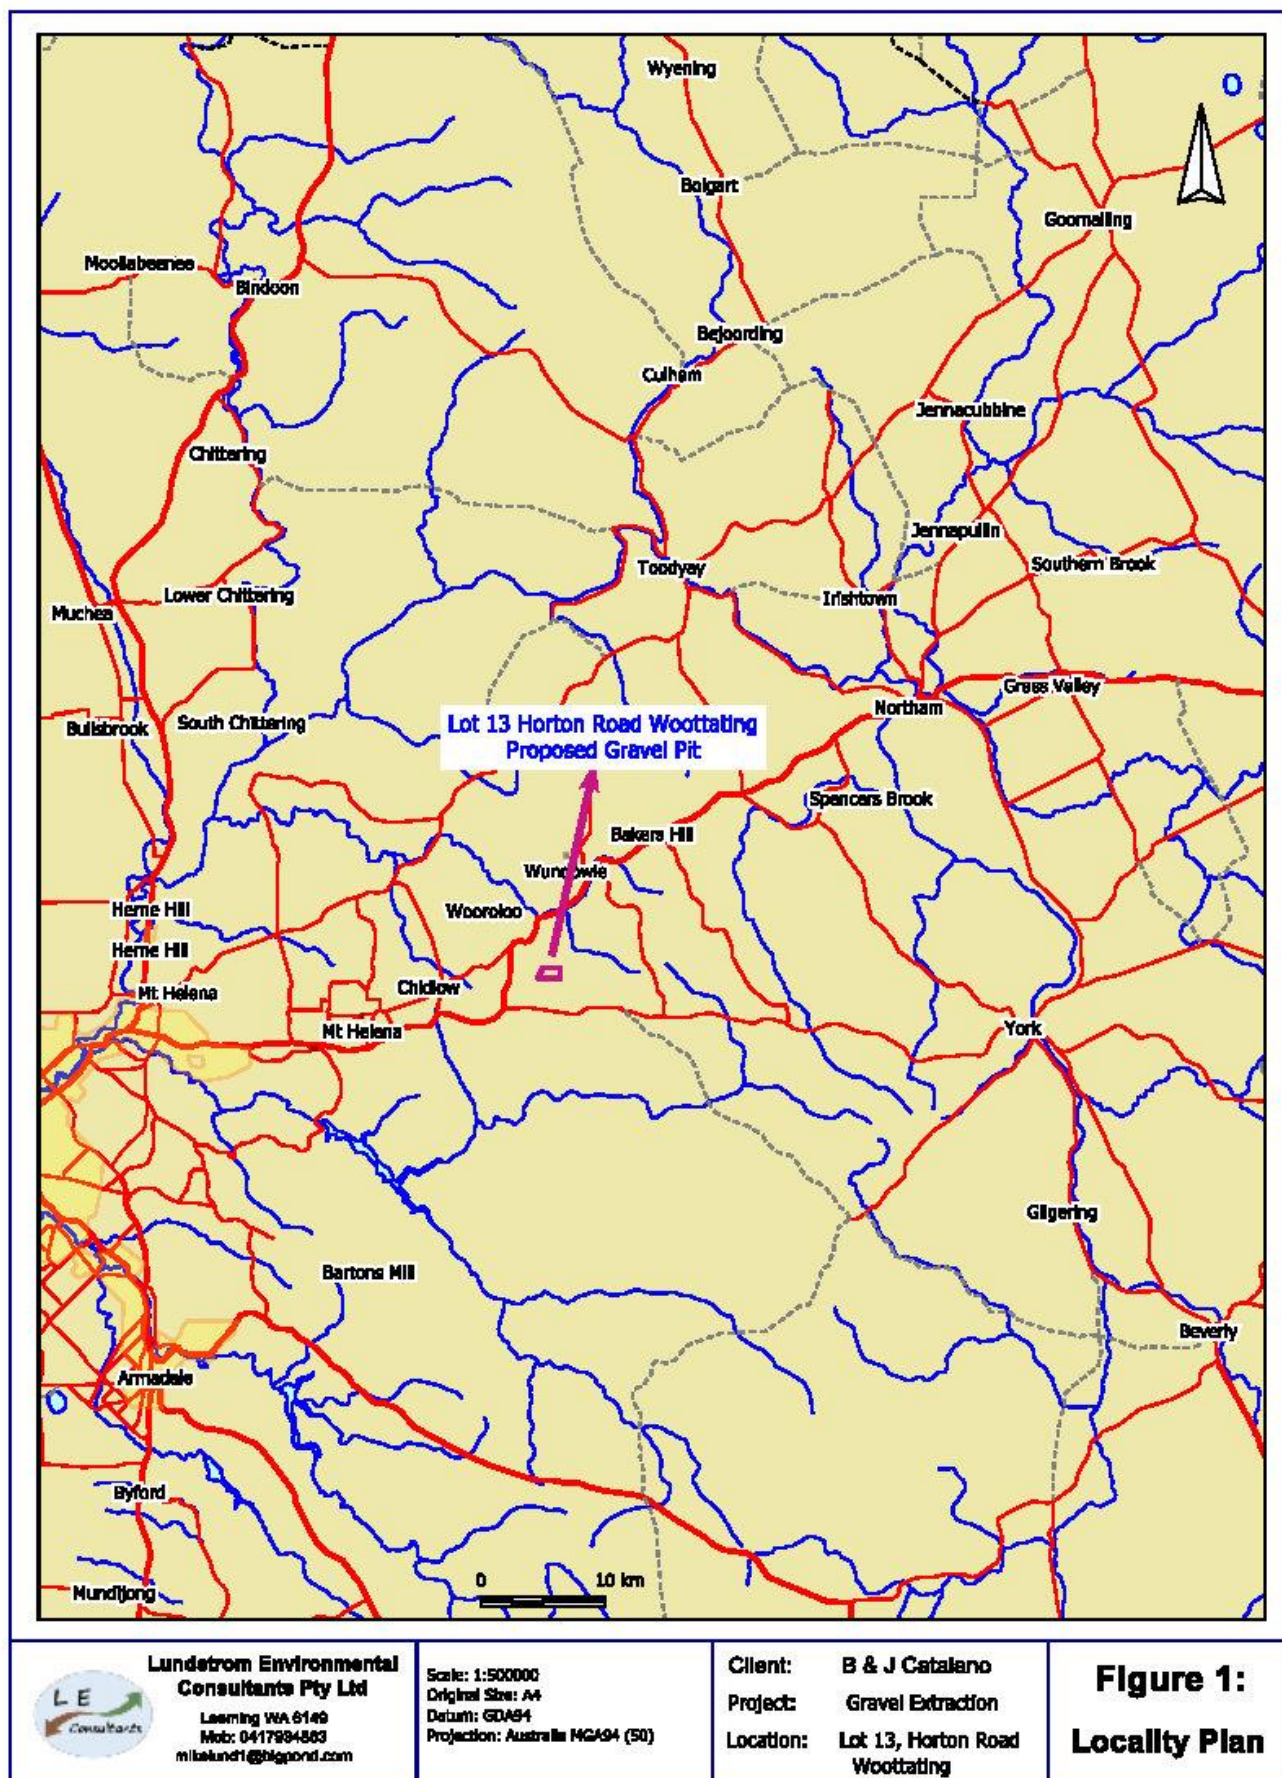 Wyening
Bolgart
Goomalling
Moollabeenee
Bindoon
Bejoording
Culham
Jennacubbine
Chittering
Jennapullin
Toodyay
Southern Brook
Lower Chittering
Irishtown
Muchea
Grass Valley
Northam
South Chittering
Bullsbrook
Lot 13 Horton Road Woottating
Proposed Gravel Pit
Spencers Brook
Bakers Hill
Wundowie
Herne Hill
Wooroloo
Herne Hill
Mt Helena
Chidlow
Mt Helena
York
Gilgering
Bartons Mill
Beverly
Armadale
Byford
Mundijong
0 10 km
L E
Consultants
Lundstrom Environmental
Consultants Pty Ltd
Leeming WA 6149
Mob: 0417934863
mikelund1@bigpond.com
Scale: 1:500000
Original Size: A4
Datum: GDA94
Projection: Australia MGA94 (50)
Client: B & J Catalano
Project: Gravel Extraction
Location: Lot 13, Horton Road
Woottating
Figure 1:
Locality Plan